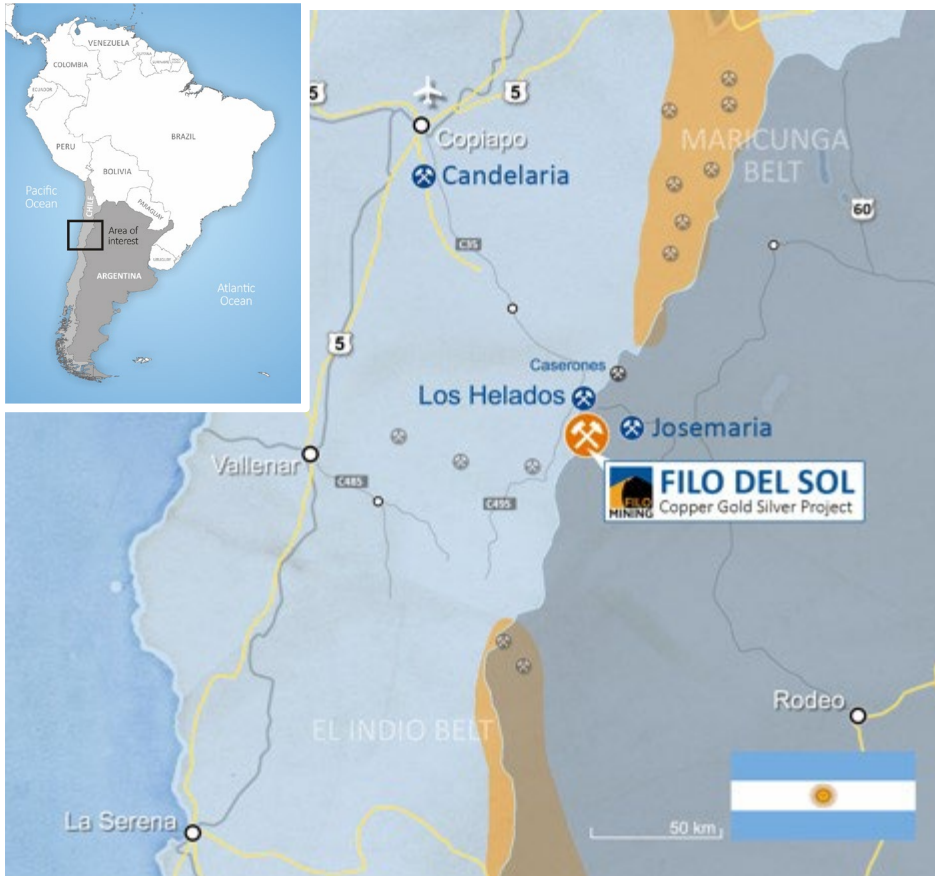 VENEZUELA
COLOMBIA
ECUADOR
PERU
BRAZIL
BOLIVIA
PARAGUAY
CHILE
Pacific
Ocean
Area of
interest
URUGUAY
ARGENTINA
Atlantic
Ocean
5
5
Copiapo
Candelaria
MARICUNGA
BELT
60
C35
5
Caserones
Los Helados
Josemaria
Vallenar
C485
C495
FILO
MINING
FILO DEL SOL
Copper Gold Silver Project
EL INDIO BELT
Rodeo
La Serena
50 km